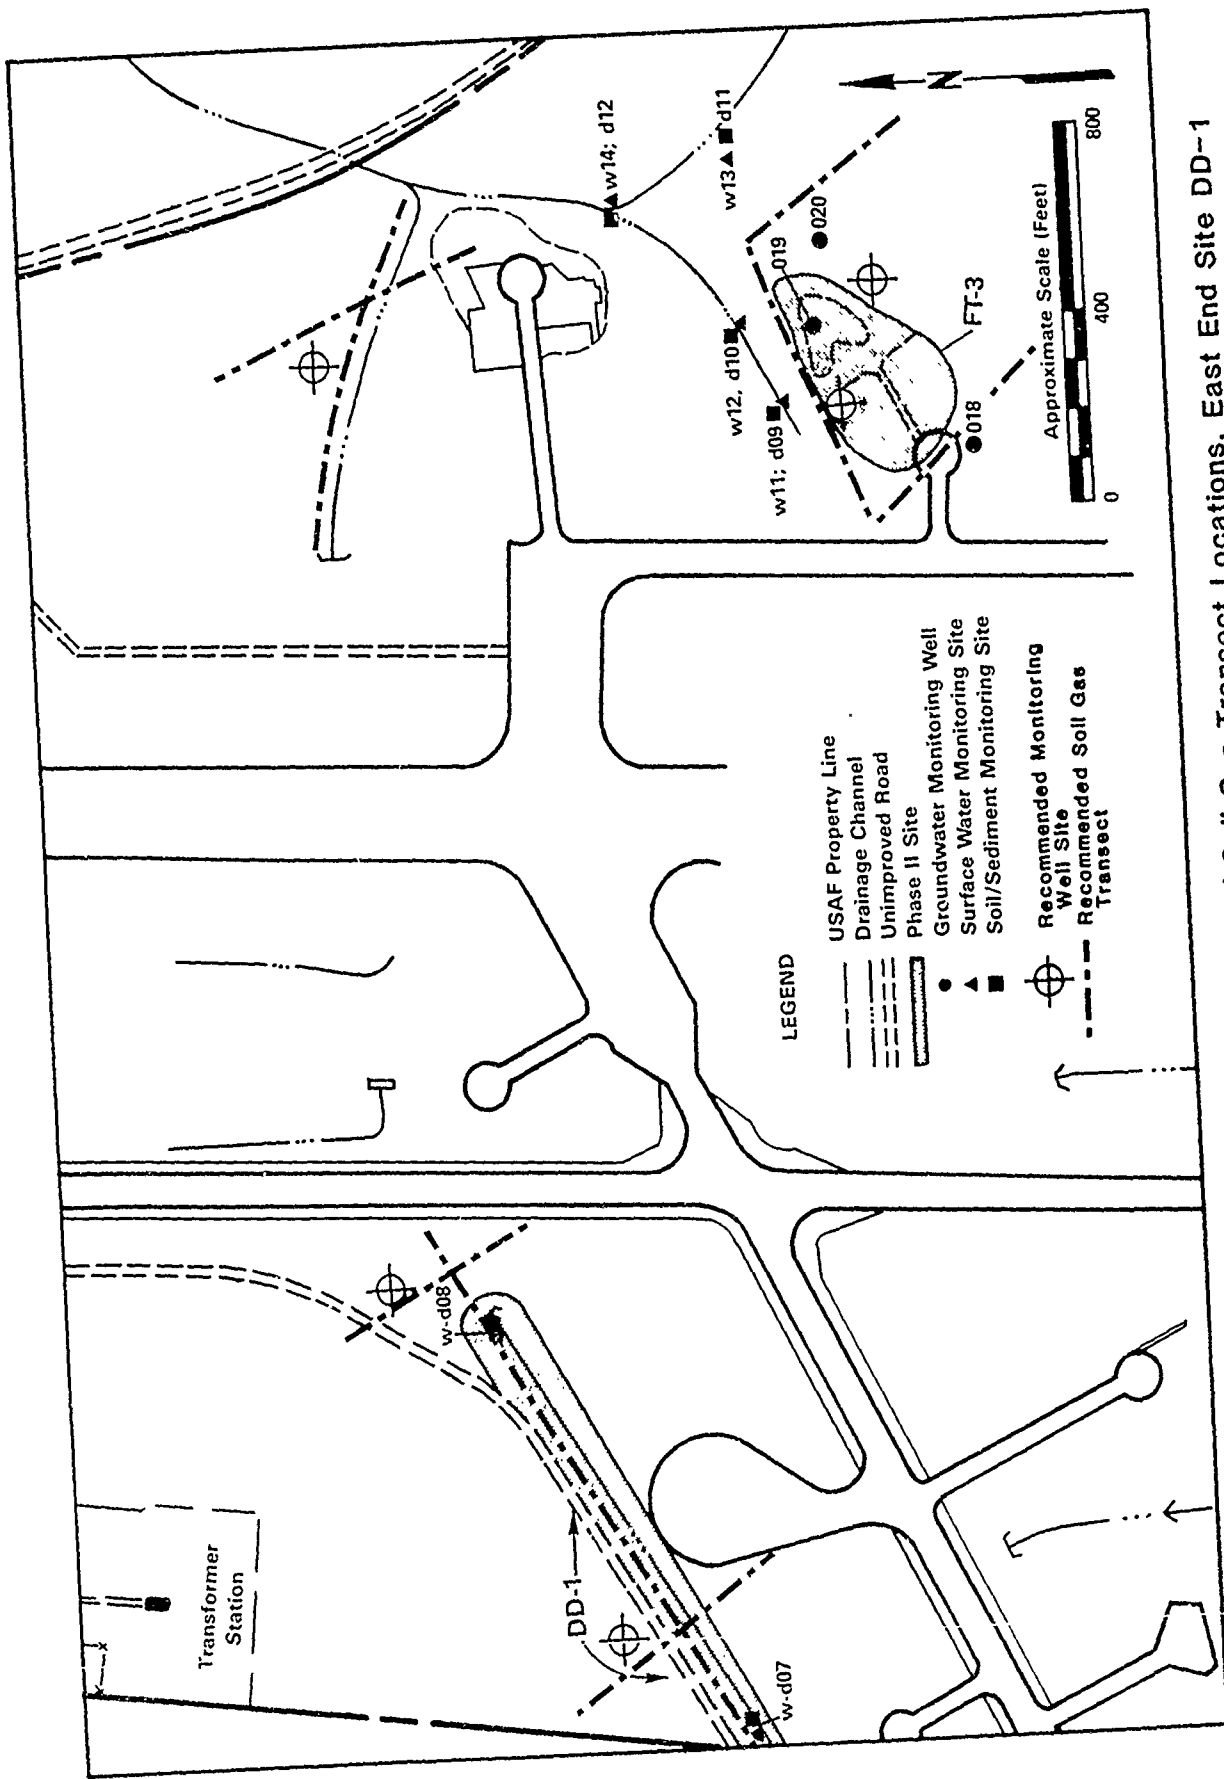 Transformer
Station
DD-1
w-d08
w-d07
w14; d12
w13
d11
w12, d10
w11; d09
019
020
FT-3
018
N
Approximate Scale (Feet)
0
400
800
LEGEND
USAF Property Line
Drainage Channel
Unimproved Road
Phase II Site
Groundwater Monitoring Well
Surface Water Monitoring Site
Soil/Sediment Monitoring Site
Recommended Monitoring
Well Site
Recommended Soil Gas
Transect
Transect Locations, East End Site DD-1